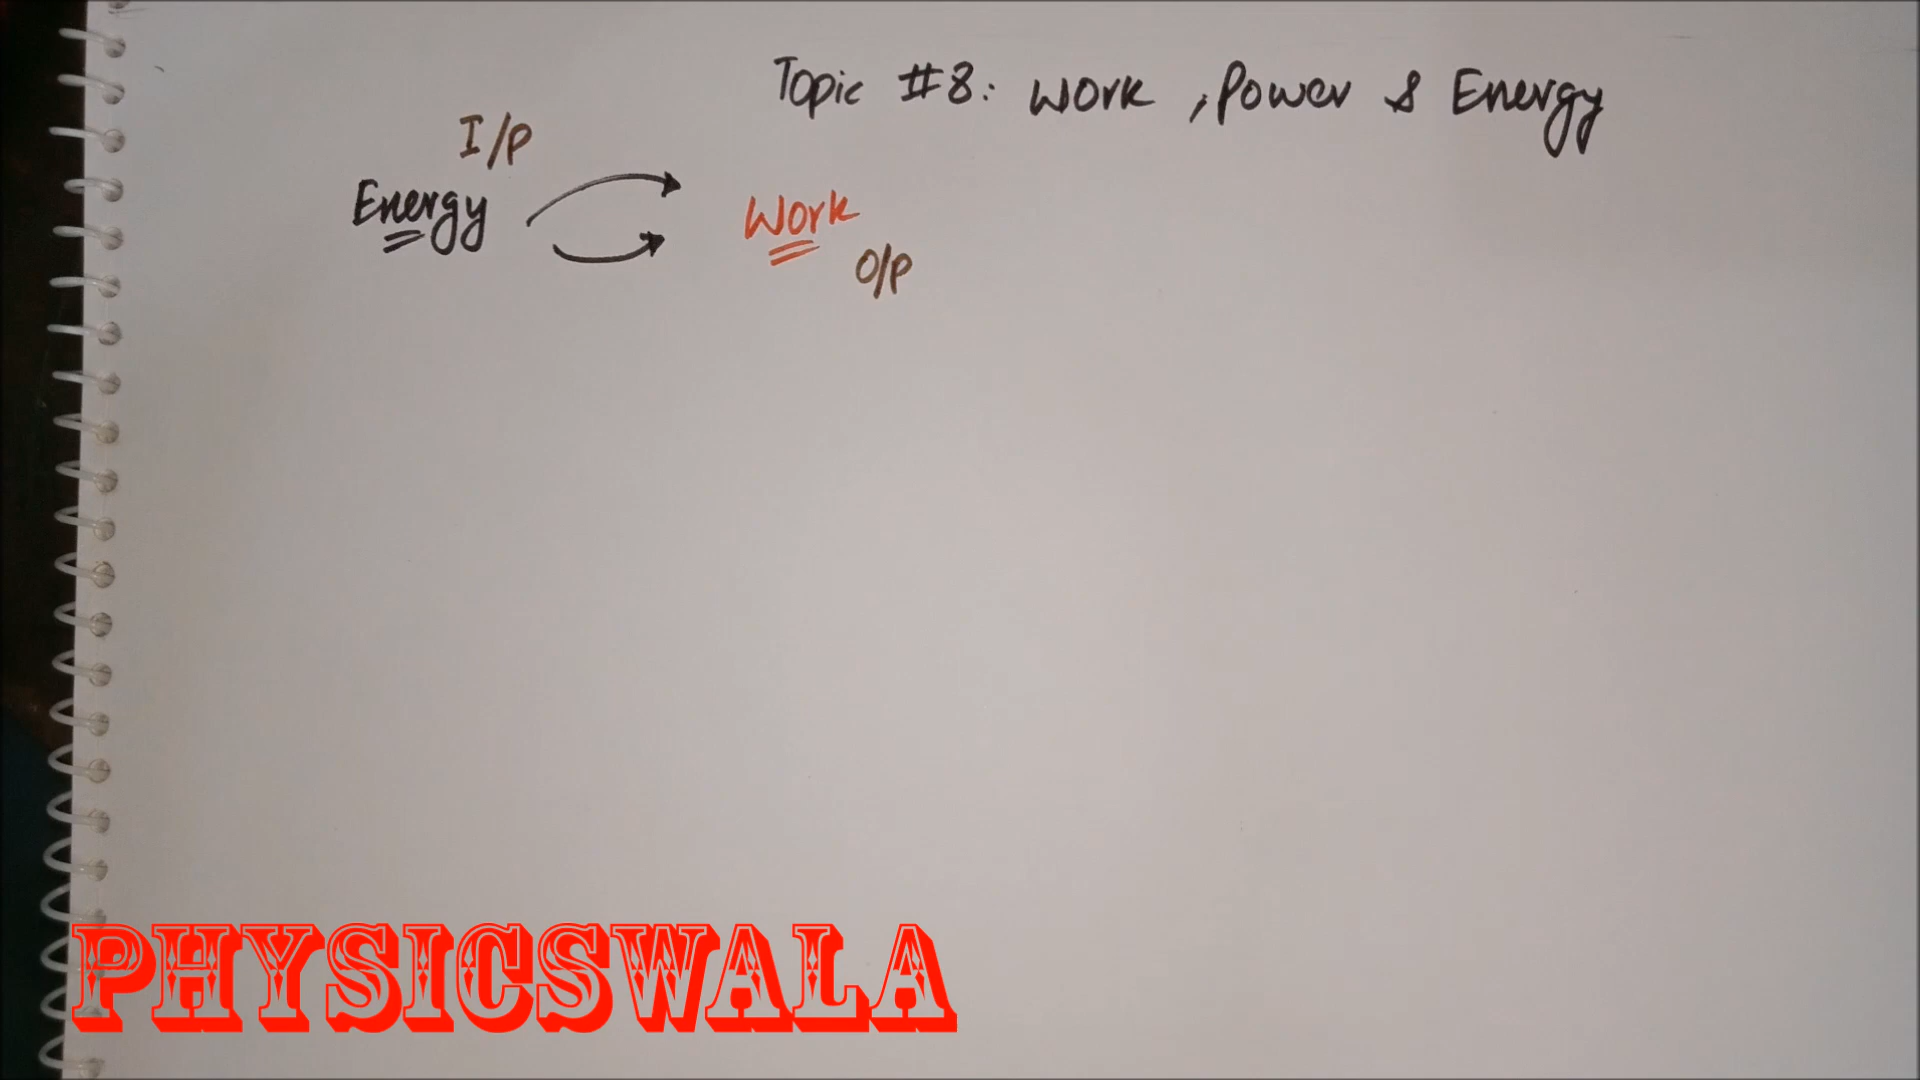 Topic #8: Work, Power & Energy
I/P
Energy
Work
O/P
PHYSICSWALA